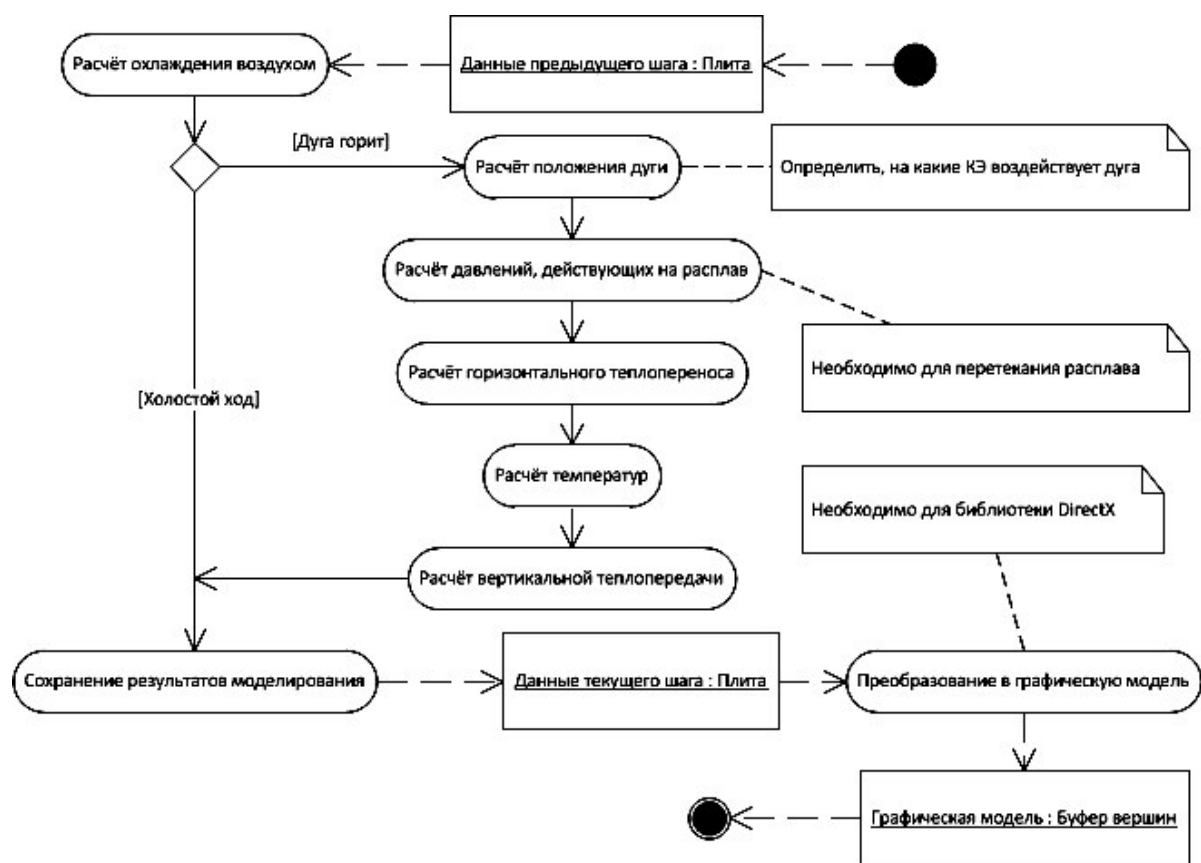 Расчёт охлаждения воздухом
Данные предыдущего шага : Плита
[Дуга горит]
Расчёт положения дуги
Определить, на какие КЭ воздействует дуга
Расчёт давлений, действующих на расплав
Необходимо для перетекания расплава
Расчёт горизонтального теплопереноса
[Холостой ход]
Расчёт температур
Необходимо для библиотеки DirectX
Расчёт вертикальной теплопередачи
Сохранение результатов моделирования
Данные текущего шага : Плита
Преобразование в графическую модель
Графическая модель : Буфер вершин